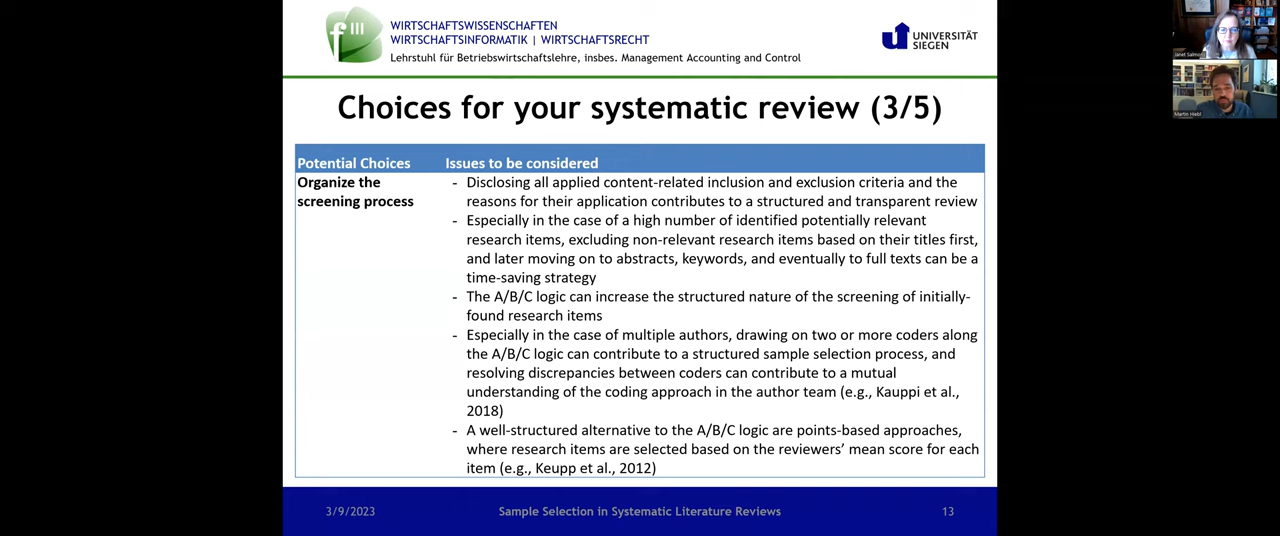 f III
WIRTSCHAFTSWISSENSCHAFTEN
WIRTSCHAFTSINFORMATIK | WIRTSCHAFTSRECHT
Lehrstuhl für Betriebswirtschaftslehre, insbes. Management Accounting and Control
UNIVERSITÄT
SIEGEN
Janet Salmons
Martin Hiebl
Choices for your systematic review (3/5)
Potential Choices Issues to be considered
Organize the
screening process
- Disclosing all applied content-related inclusion and exclusion criteria and the
reasons for their application contributes to a structured and transparent review
- Especially in the case of a high number of identified potentially relevant
research items, excluding non-relevant research items based on their titles first,
and later moving on to abstracts, keywords, and eventually to full texts can be a
time-saving strategy
- The A/B/C logic can increase the structured nature of the screening of initially-
found research items
- Especially in the case of multiple authors, drawing on two or more coders along
the A/B/C logic can contribute to a structured sample selection process, and
resolving discrepancies between coders can contribute to a mutual
understanding of the coding approach in the author team (e.g., Kauppi et al.,
2018)
- A well-structured alternative to the A/B/C logic are points-based approaches,
where research items are selected based on the reviewers’ mean score for each
item (e.g., Keupp et al., 2012)
3/9/2023 Sample Selection in Systematic Literature Reviews 13